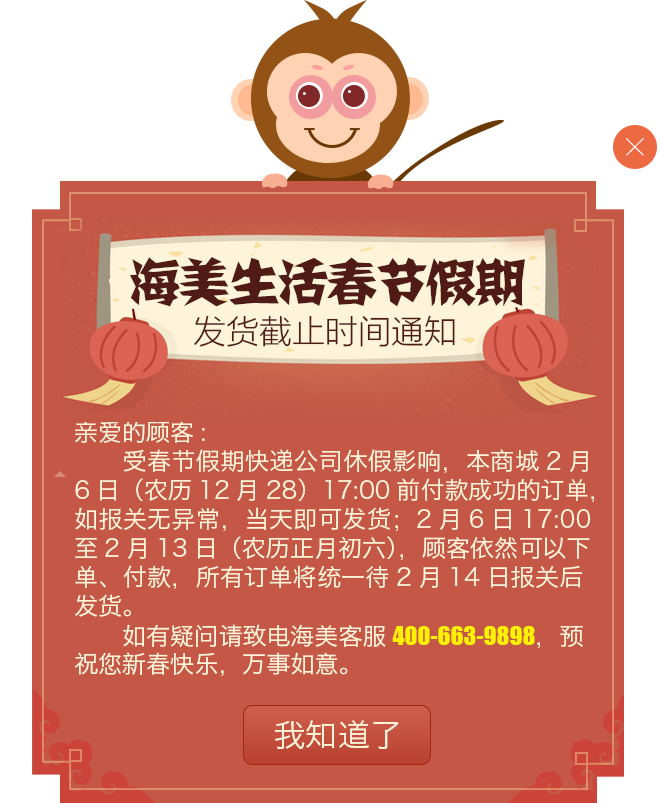 海美生活春节假期
发货截止时间通知
亲爱的顾客：
受春节假期快递公司休假影响，本商城 2 月
6 日（农历 12 月 28）17:00 前付款成功的订单，
如报关无异常，当天即可发货；2 月 6 日 17:00
至 2 月 13 日（农历正月初六），顾客依然可以下
单、付款，所有订单将统一待 2 月 14 日报关后
发货。
如有疑问请致电海美客服 400-663-9898，预
祝您新春快乐，万事如意。
我知道了